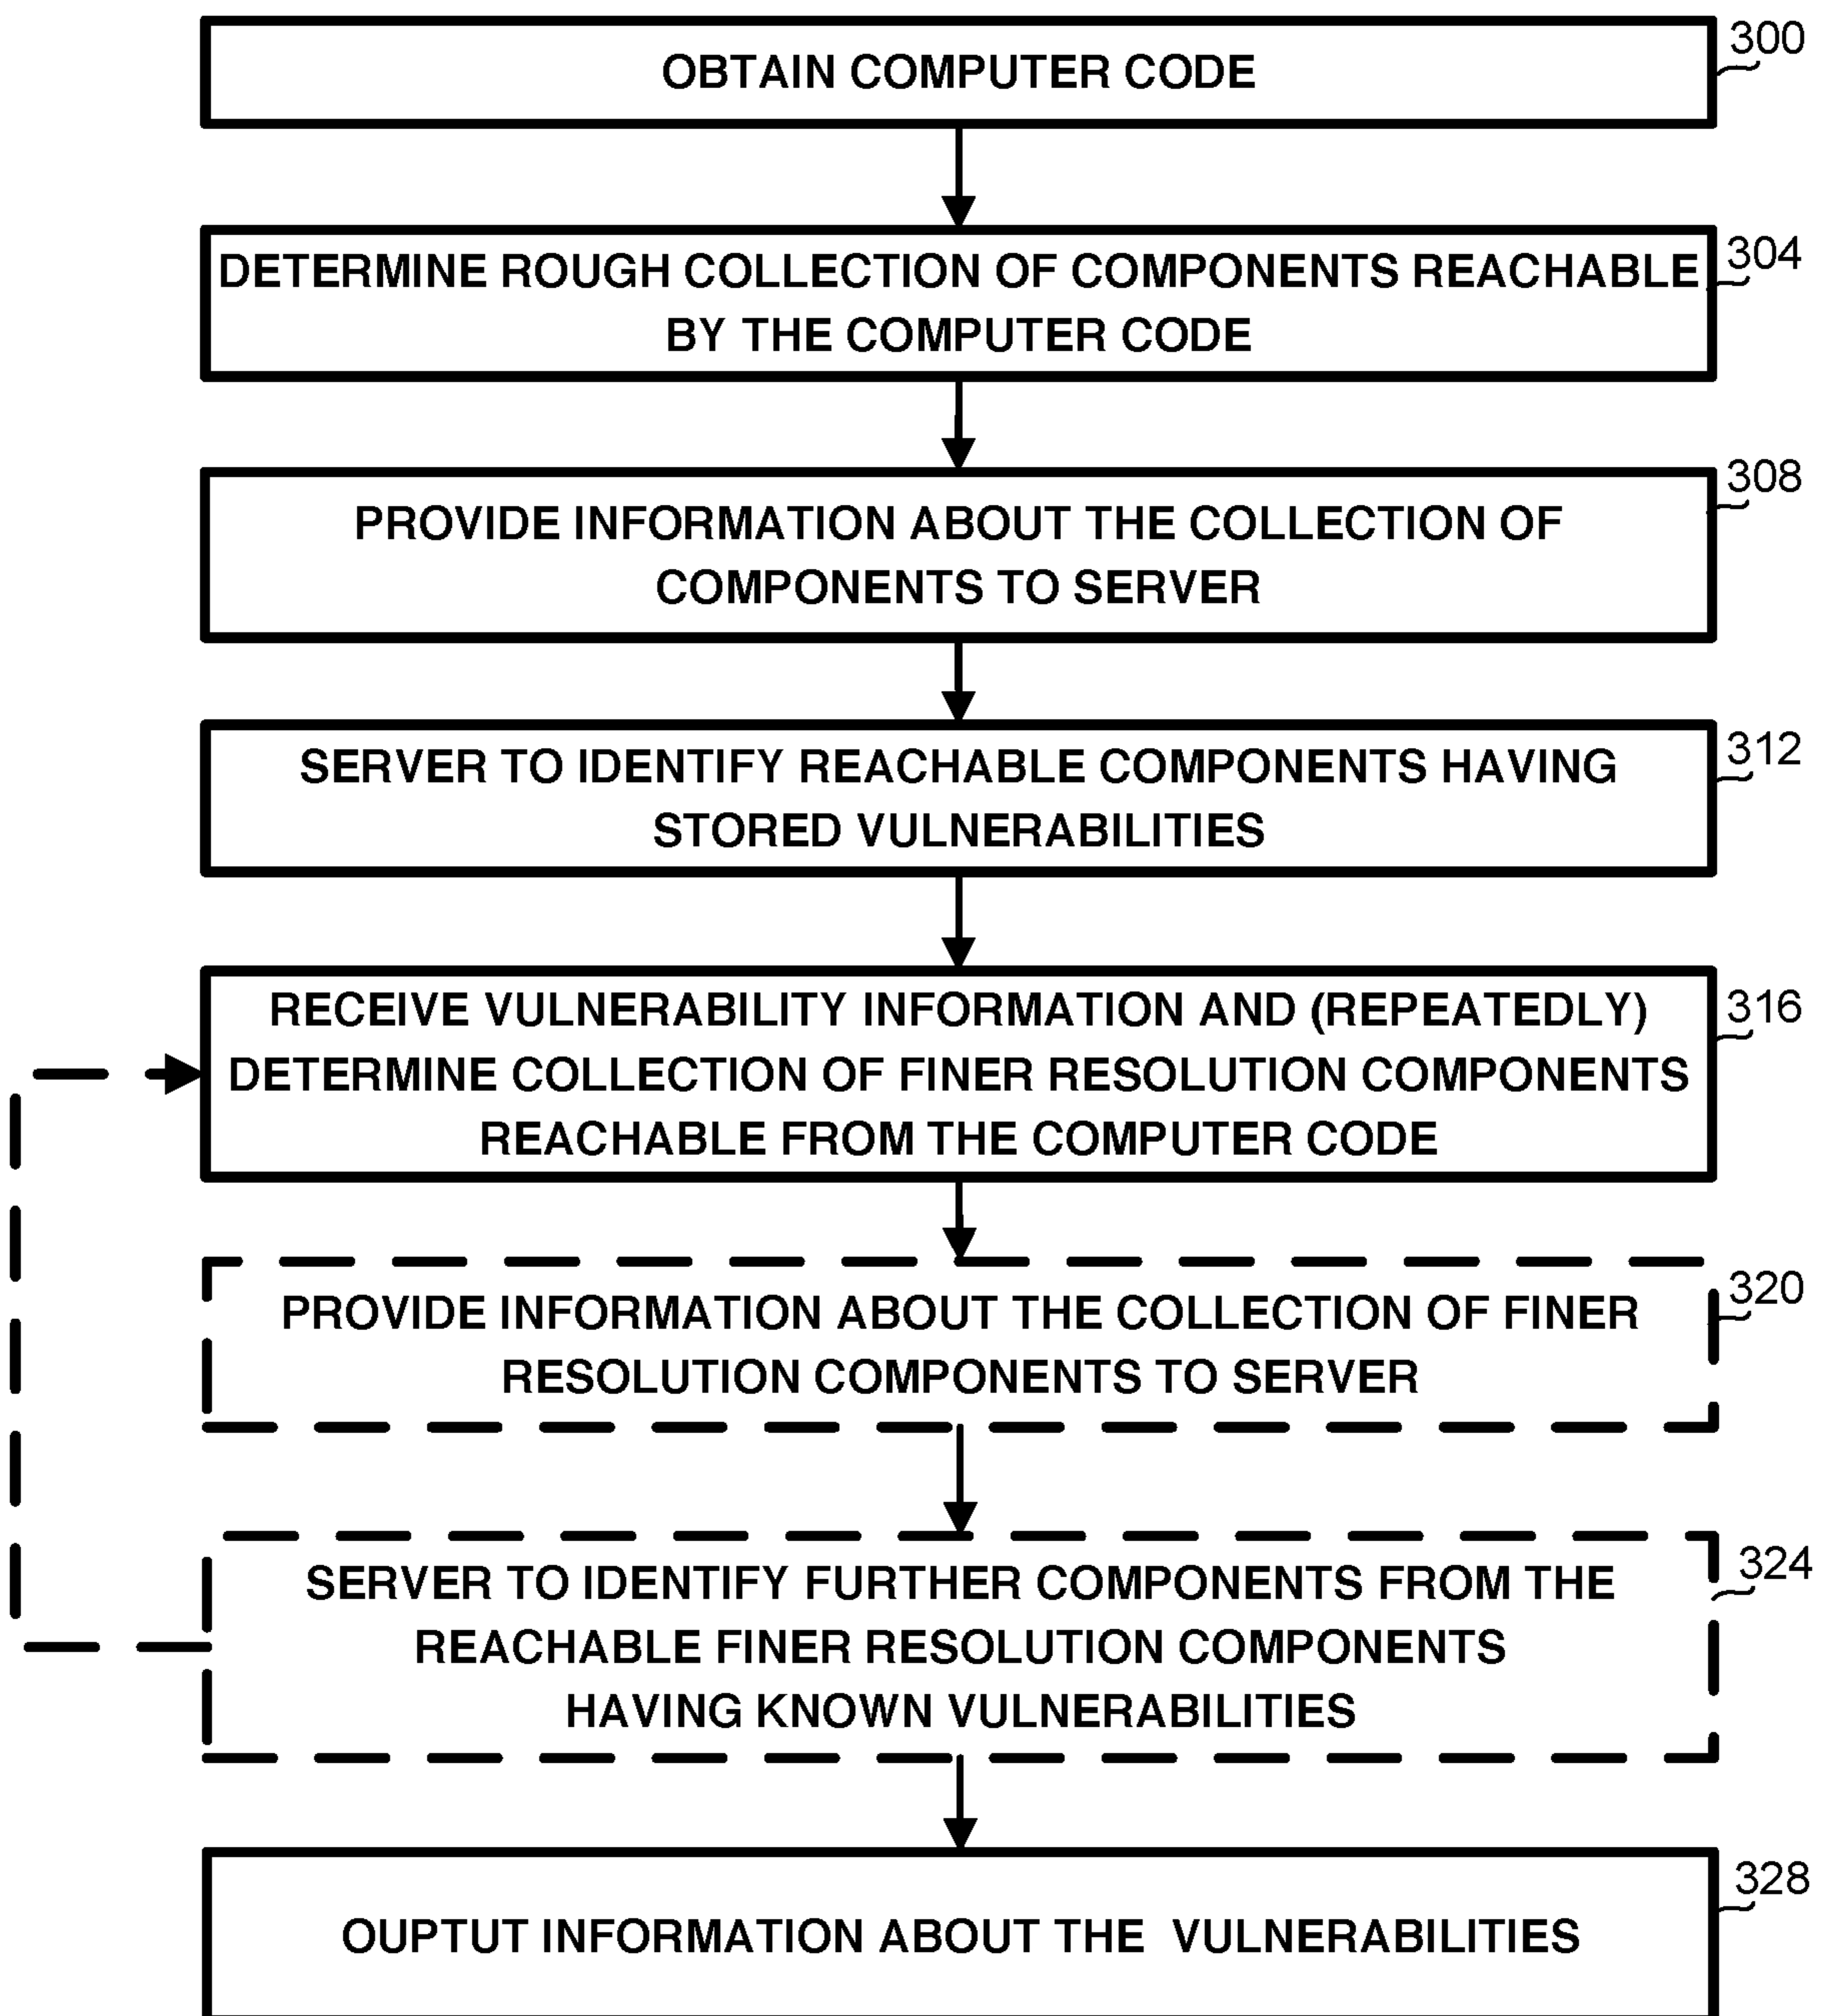 OBTAIN COMPUTER CODE
300
DETERMINE ROUGH COLLECTION OF COMPONENTS REACHABLE
BY THE COMPUTER CODE
304
PROVIDE INFORMATION ABOUT THE COLLECTION OF
COMPONENTS TO SERVER
308
SERVER TO IDENTIFY REACHABLE COMPONENTS HAVING
STORED VULNERABILITIES
312
RECEIVE VULNERABILITY INFORMATION AND (REPEATEDLY)
DETERMINE COLLECTION OF FINER RESOLUTION COMPONENTS
REACHABLE FROM THE COMPUTER CODE
316
PROVIDE INFORMATION ABOUT THE COLLECTION OF FINER
RESOLUTION COMPONENTS TO SERVER
320
SERVER TO IDENTIFY FURTHER COMPONENTS FROM THE
REACHABLE FINER RESOLUTION COMPONENTS
HAVING KNOWN VULNERABILITIES
324
OUPTUT INFORMATION ABOUT THE VULNERABILITIES
328